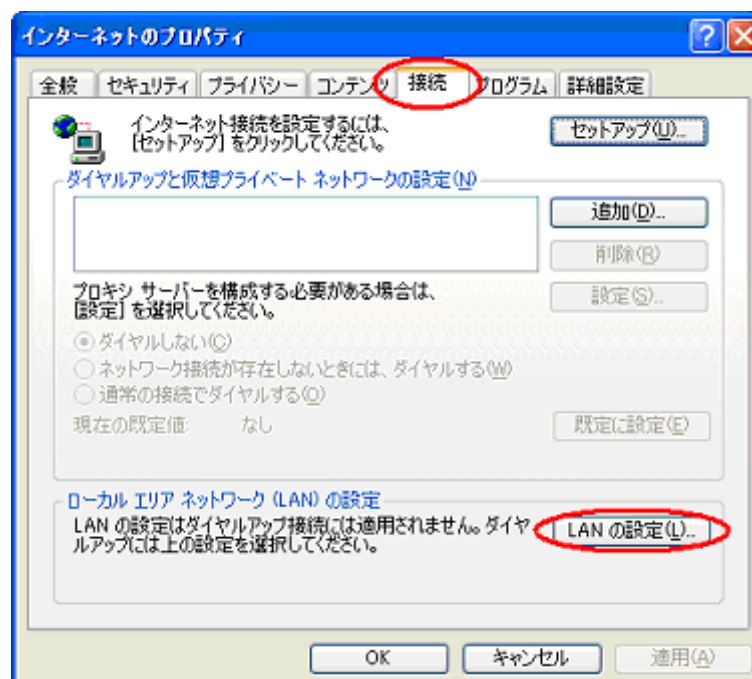 インターネットのプロパティ
全般 セキュリティ プライバシー コンテンツ 接続 プログラム 詳細設定
インターネット接続を設定するには、
[セットアップ] をクリックしてください。
セットアップ(U)...
ダイヤルアップと仮想プライベート ネットワークの設定(N)
追加(D)...
削除(R)
プロキシ サーバーを構成する必要がある場合は、
[設定] を選択してください。
設定(S)...
ダイヤルしない(C)
ネットワーク接続が存在しないときには、ダイヤルする(W)
通常の接続でダイヤルする(O)
現在の既定値: なし
既定に設定(E)
ローカル エリア ネットワーク (LAN) の設定
LAN の設定はダイヤルアップ接続には適用されません。ダイヤ
ルアップには上の設定を選択してください。
LAN の設定(L)...
OK キャンセル 適用(A)